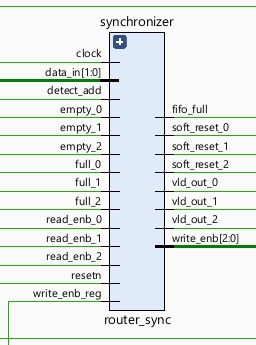 synchronizer
clock
data_in[1:0]
detect_add
empty_0
empty_1
empty_2
full_0
full_1
full_2
read_enb_0
read_enb_1
read_enb_2
resetn
write_enb_reg
fifo_full
soft_reset_0
soft_reset_1
soft_reset_2
vld_out_0
vld_out_1
vld_out_2
write_enb[2:0]
router_sync